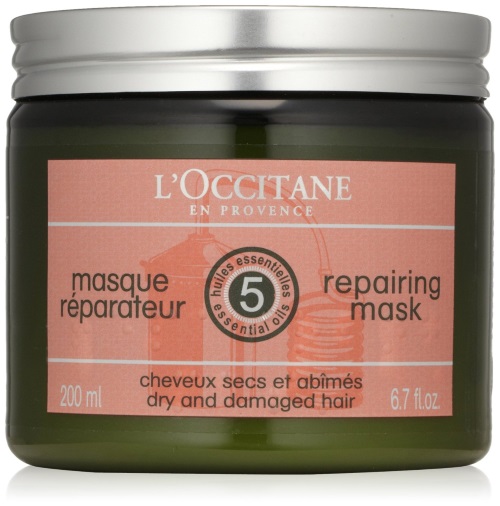 L'OCCITANE
EN PROVENCE
masque
réparateur
huiles essentielles
5
essential oils
repairing
mask
cheveux secs et abîmés
dry and damaged hair
200 ml
6.7 fl.oz.